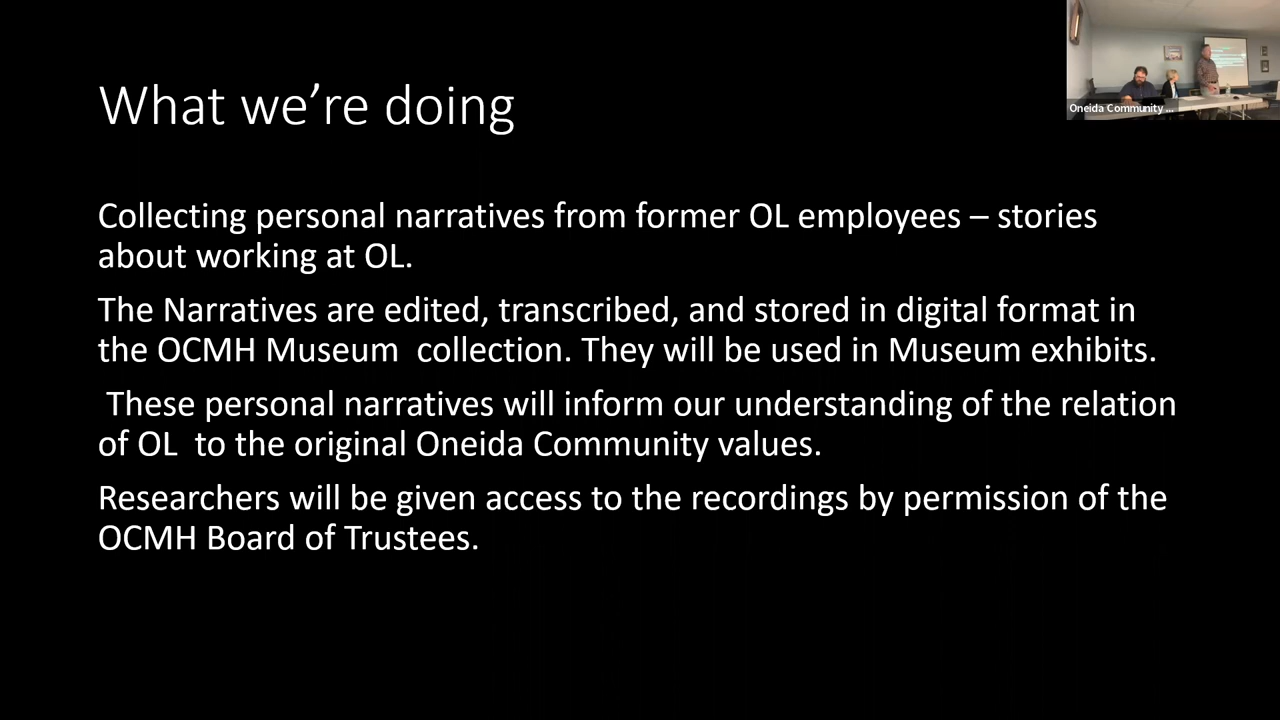 What we’re doing
Oneida Community ...
Collecting personal narratives from former OL employees – stories
about working at OL.
The Narratives are edited, transcribed, and stored in digital format in
the OCMH Museum  collection. They will be used in Museum exhibits.
These personal narratives will inform our understanding of the relation
of OL  to the original Oneida Community values.
Researchers will be given access to the recordings by permission of the
OCMH Board of Trustees.